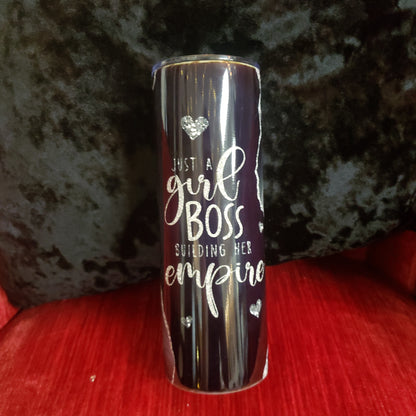 JUST A
girl
BOSS
BUILDING HER
empire